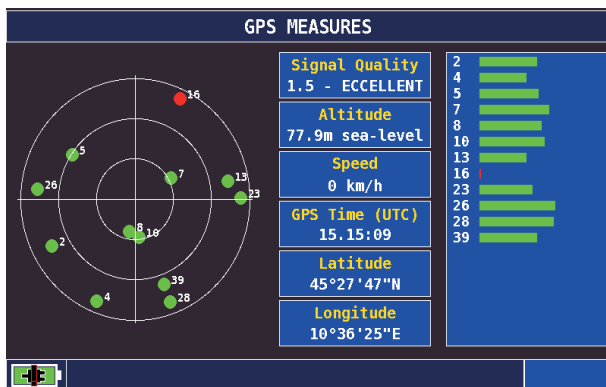 GPS MEASURES
16
5
7
13
26
23
8
10
2
39
4
28
Signal Quality
1.5 - ECCELLENT
Altitude
77.9m sea-level
Speed
0 km/h
GPS Time (UTC)
15.15:09
Latitude
45°27'47"N
Longitude
10°36'25"E
2
4
5
7
8
10
13
16
23
26
28
39